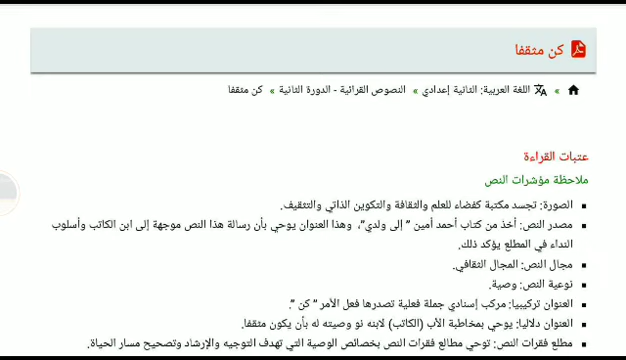 كن مثقفا
اللغة العربية: الثانية إعدادي » النصوص القرائية - الدورة الثانية » كن مثقفا
عتبات القراءة
ملاحظة مؤشرات النص
الصورة: تجسد مكتبة كفضاء للعلم والثقافة والتكوين الذاتي والتثقيف.
مصدر النص: أخذ من كتاب أحمد أمين " إلى ولدي"، وهذا العنوان يوحي بأن رسالة هذا النص موجهة إلى ابن الكاتب وأسلوب
النداء في المطلع يؤكد ذلك.
مجال النص: المجال الثقافي.
نوعية النص: وصية.
العنوان تركيبيا: مركب إسنادي جملة فعلية تصدرها فعل الأمر " كن ".
العنوان دلاليا: يوحي بمخاطبة الأب (الكاتب) لابنه نو وصيته له بأن يكون مثقفا.
مطلع فقرات النص: توحي مطالع فقرات النص بخصائص الوصية التي تهدف التوجيه والإرشاد وتصحيح مسار الحياة.